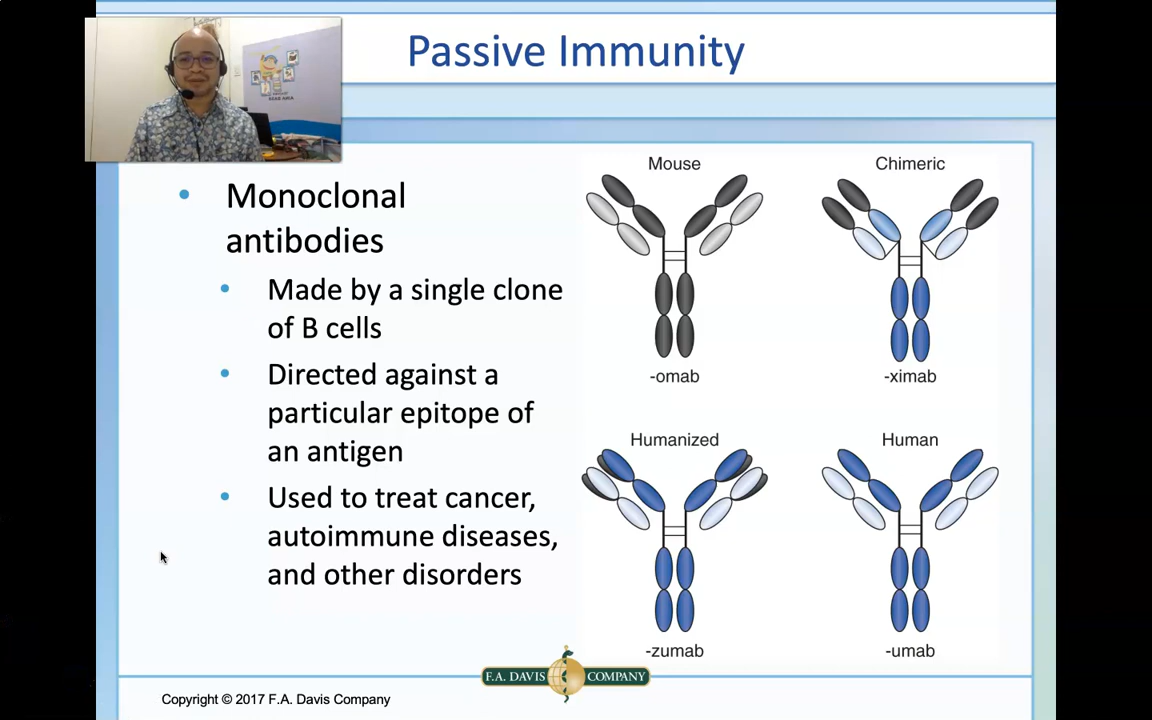 Passive Immunity
Monoclonal
antibodies
Made by a single clone
of B cells
Directed against a
particular epitope of
an antigen
Used to treat cancer,
autoimmune diseases,
and other disorders
Mouse
-omab
Chimeric
-ximab
Humanized
-zumab
Human
-umab
F.A. DAVIS COMPANY
Copyright © 2017 F.A. Davis Company